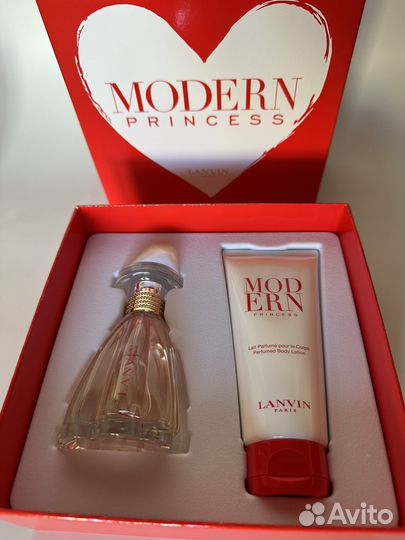 MODERN
PRINCESS
LANVIN
LANVIN
MOD
ERN
PRINCESS
Lait Parfumé pour le Corps
Perfumed Body Lotion
LANVIN
PARIS
Avito